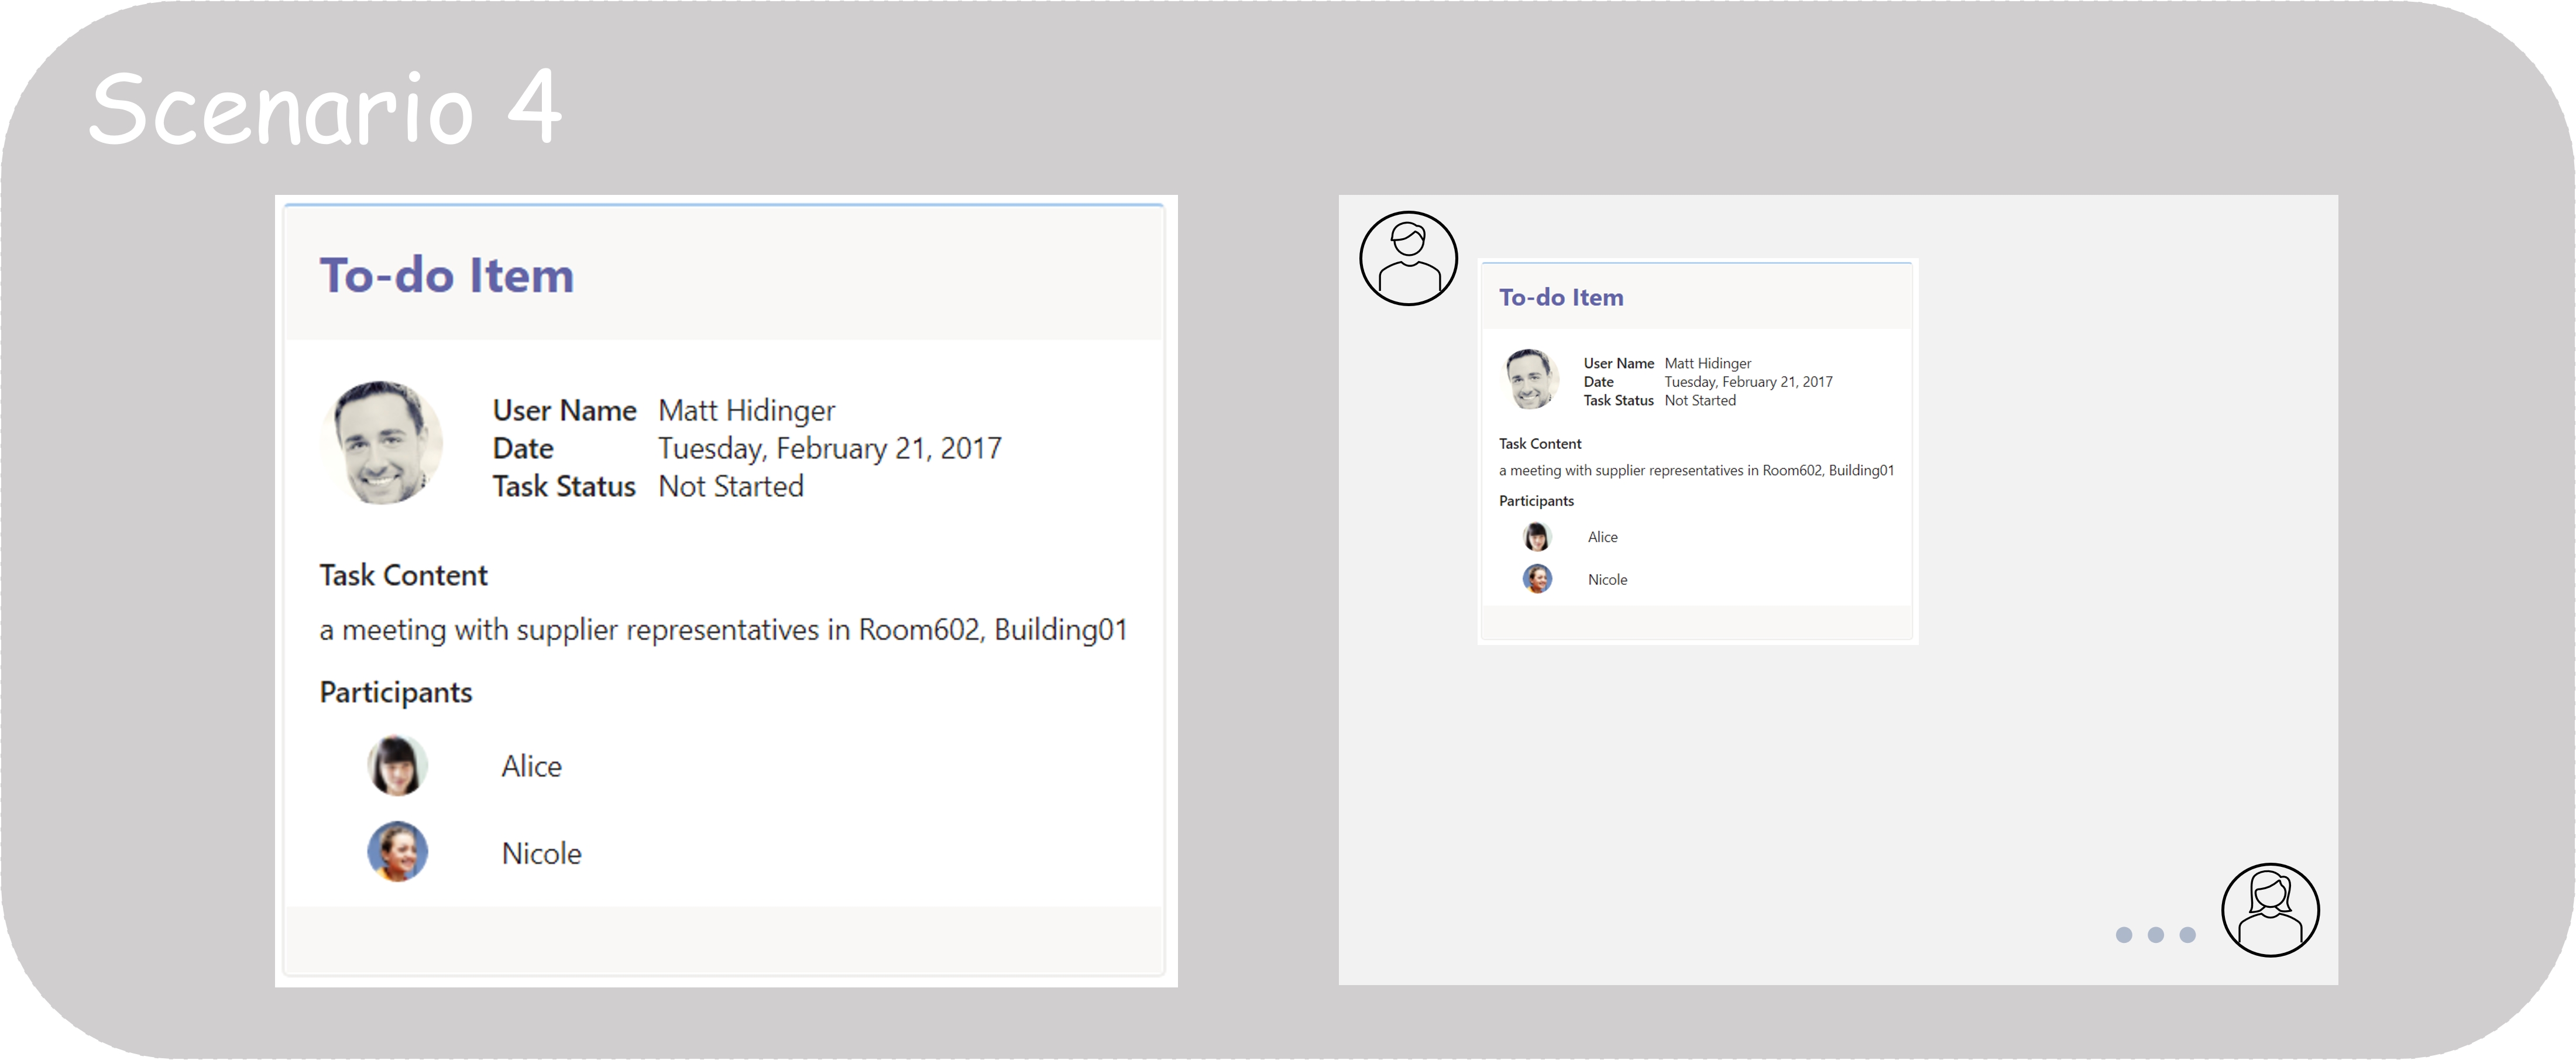 Scenario 4
To-do Item
User Name Matt Hidinger
Date Tuesday, February 21, 2017
Task Status Not Started
Task Content
a meeting with supplier representatives in Room602, Building01
Participants
Alice
Nicole
To-do Item
User Name Matt Hidinger
Date Tuesday, February 21, 2017
Task Status Not Started
Task Content
a meeting with supplier representatives in Room602, Building01
Participants
Alice
Nicole